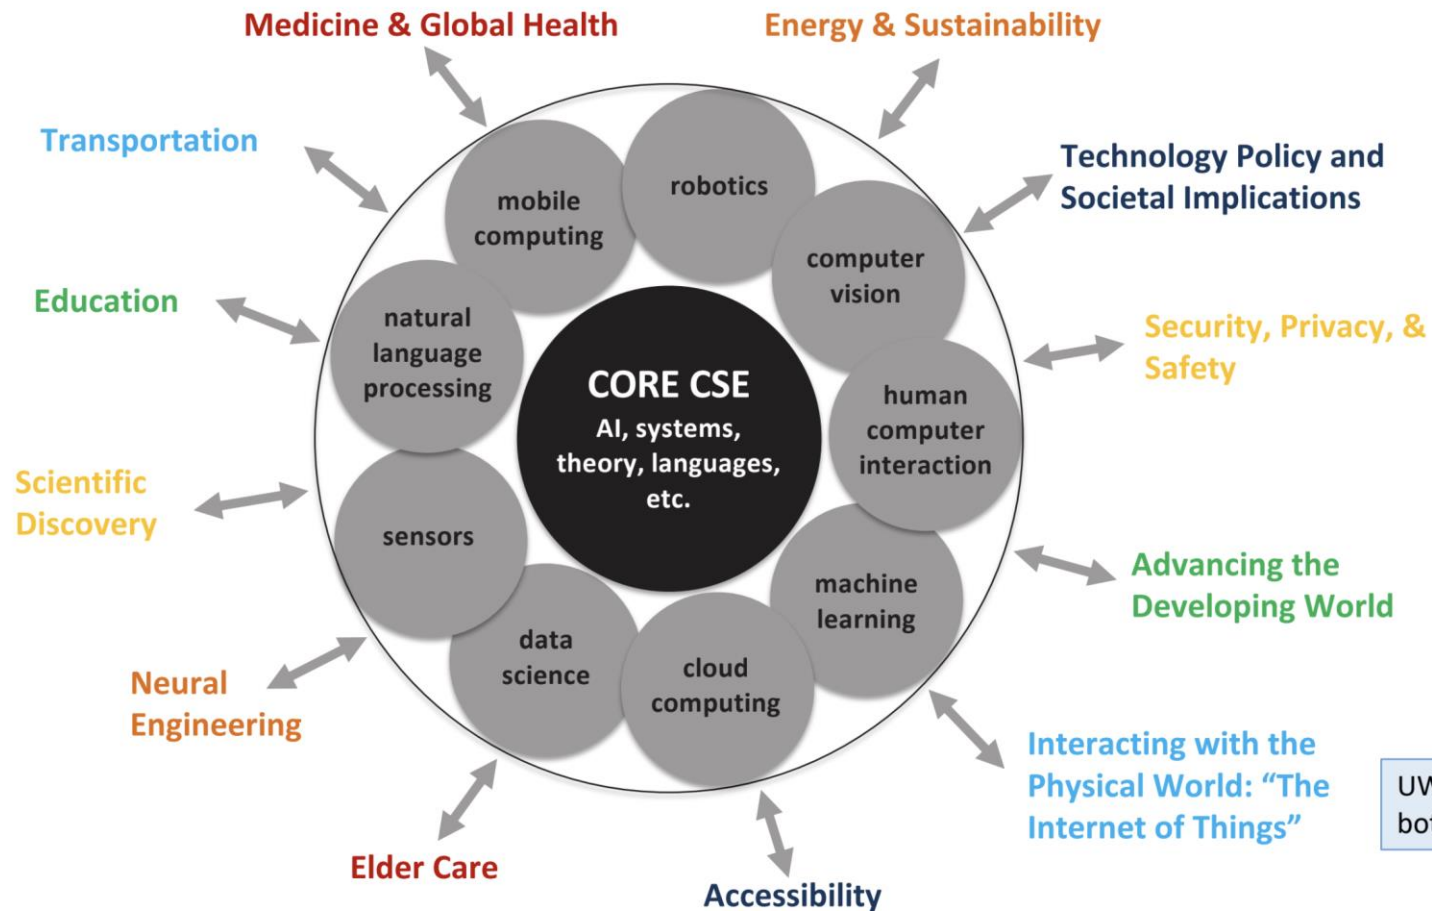 Medicine & Global Health
Energy & Sustainability
Transportation
Technology Policy and
Societal Implications
Education
Security, Privacy, &
Safety
Scientific
Discovery
Advancing the
Developing World
Neural
Engineering
Interacting with the
Physical World: “The
Internet of Things”
Elder Care
Accessibility
robotics
mobile
computing
computer
vision
natural
language
processing
human
computer
interaction
sensors
machine
learning
data
science
cloud
computing
CORE CSE
AI, systems,
theory, languages,
etc.
UW